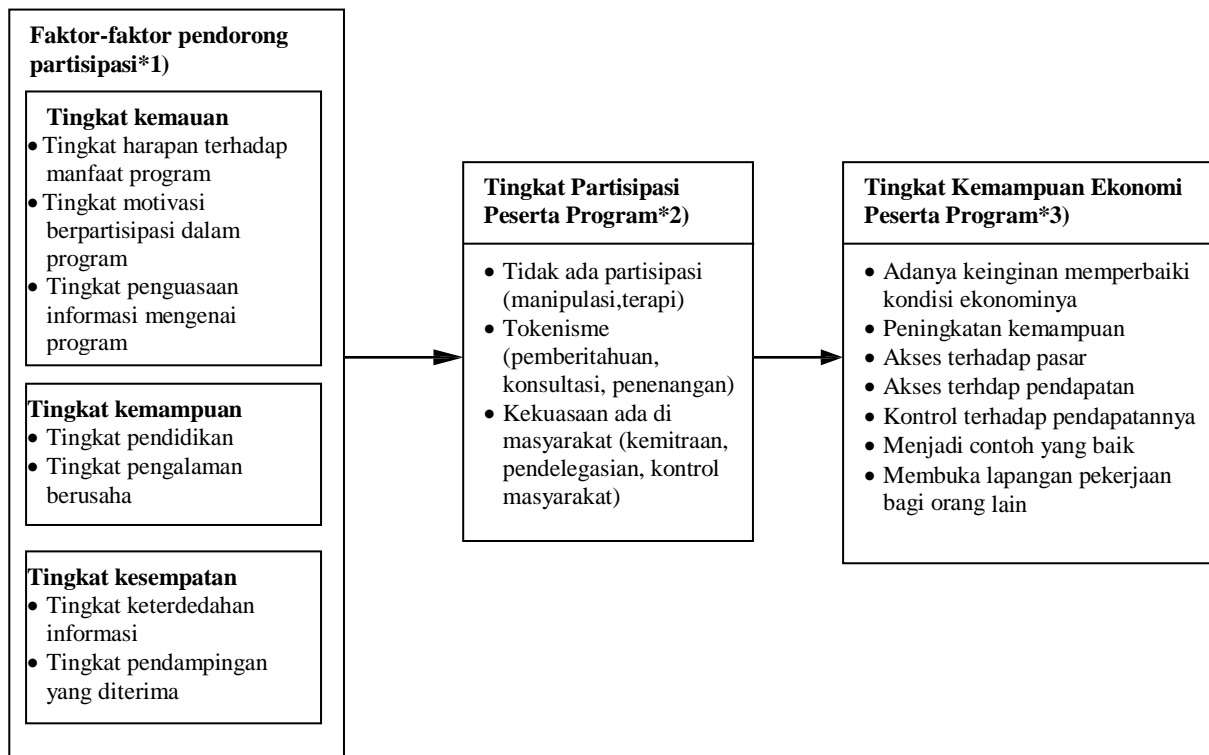 Faktor-faktor pendorong
partisipasi*1)
Tingkat kemauan
• Tingkat harapan terhadap
manfaat program
• Tingkat motivasi
berpartisipasi dalam
program
• Tingkat penguasaan
informasi mengenai
program
Tingkat kemampuan
• Tingkat pendidikan
• Tingkat pengalaman
berusaha
Tingkat kesempatan
• Tingkat keterdedahan
informasi
• Tingkat pendampingan
yang diterima
Tingkat Partisipasi
Peserta Program*2)
• Tidak ada partisipasi
(manipulasi,terapi)
• Tokenisme
(pemberitahuan,
konsultasi, penenangan)
• Kekuasaan ada di
masyarakat (kemitraan,
pendelegasian, kontrol
masyarakat)
Tingkat Kemampuan Ekonomi
Peserta Program*3)
• Adanya keinginan memperbaiki
kondisi ekonominya
• Peningkatan kemampuan
• Akses terhadap pasar
• Akses terhdap pendapatan
• Kontrol terhadap pendapatannya
• Menjadi contoh yang baik
• Membuka lapangan pekerjaan
bagi orang lain